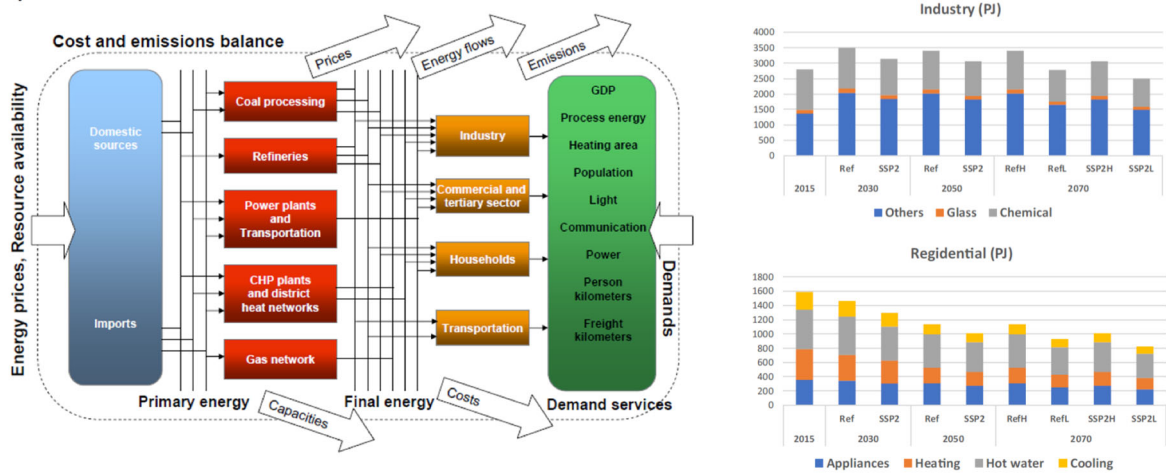 Cost and emissions balance
Prices
Energy flows
Emissions
Energy prices, Resource availability
Domestic
sources
Imports
Coal processing
Refineries
Power plants
and
Transportation
CHP plants
and district
heat networks
Gas network
Industry
Commercial and
tertiary sector
Households
Transportation
GDP
Process energy
Heating area
Population
Light
Communication
Power
Person
kilometers
Freight
kilometers
Demands
Primary energy
Capacities
Final energy
Costs
Demand services
Industry (PJ)
4000
3500
3000
2500
2000
1500
1000
500
0
Ref SSP2 Ref SSP2 RefH RefL SSP2H SSP2L
2015 2030 2050 2070
Others Glass Chemical
Regidential (PJ)
1800
1600
1400
1200
1000
800
600
400
200
0
Ref SSP2 Ref SSP2 RefH RefL SSP2H SSP2L
2015 2030 2050 2070
Appliances Heating Hot water Cooling